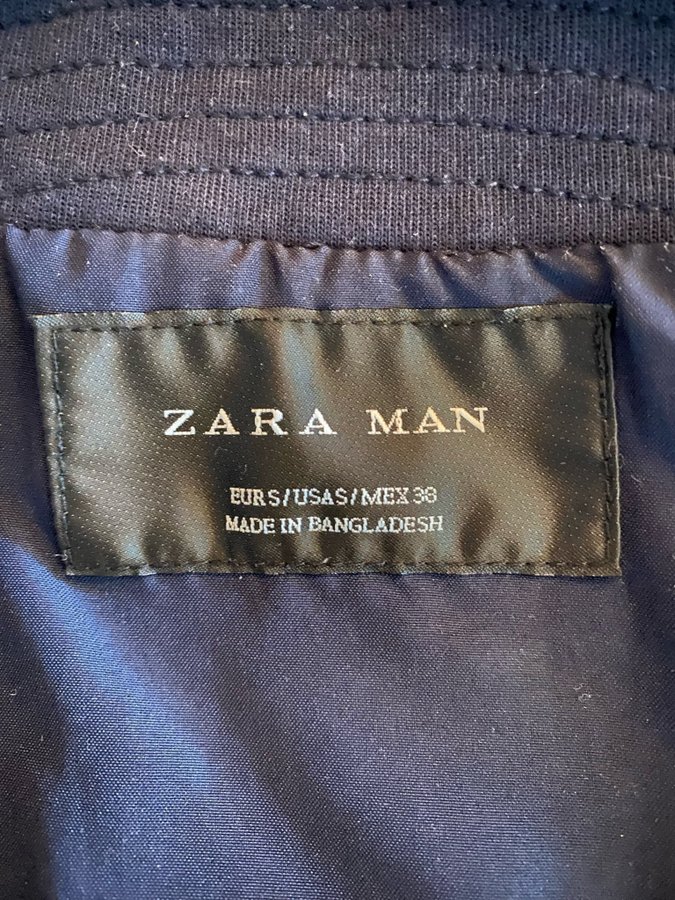 ZARA MAN
EUR S / USA S / MEX 38
MADE IN BANGLADESH